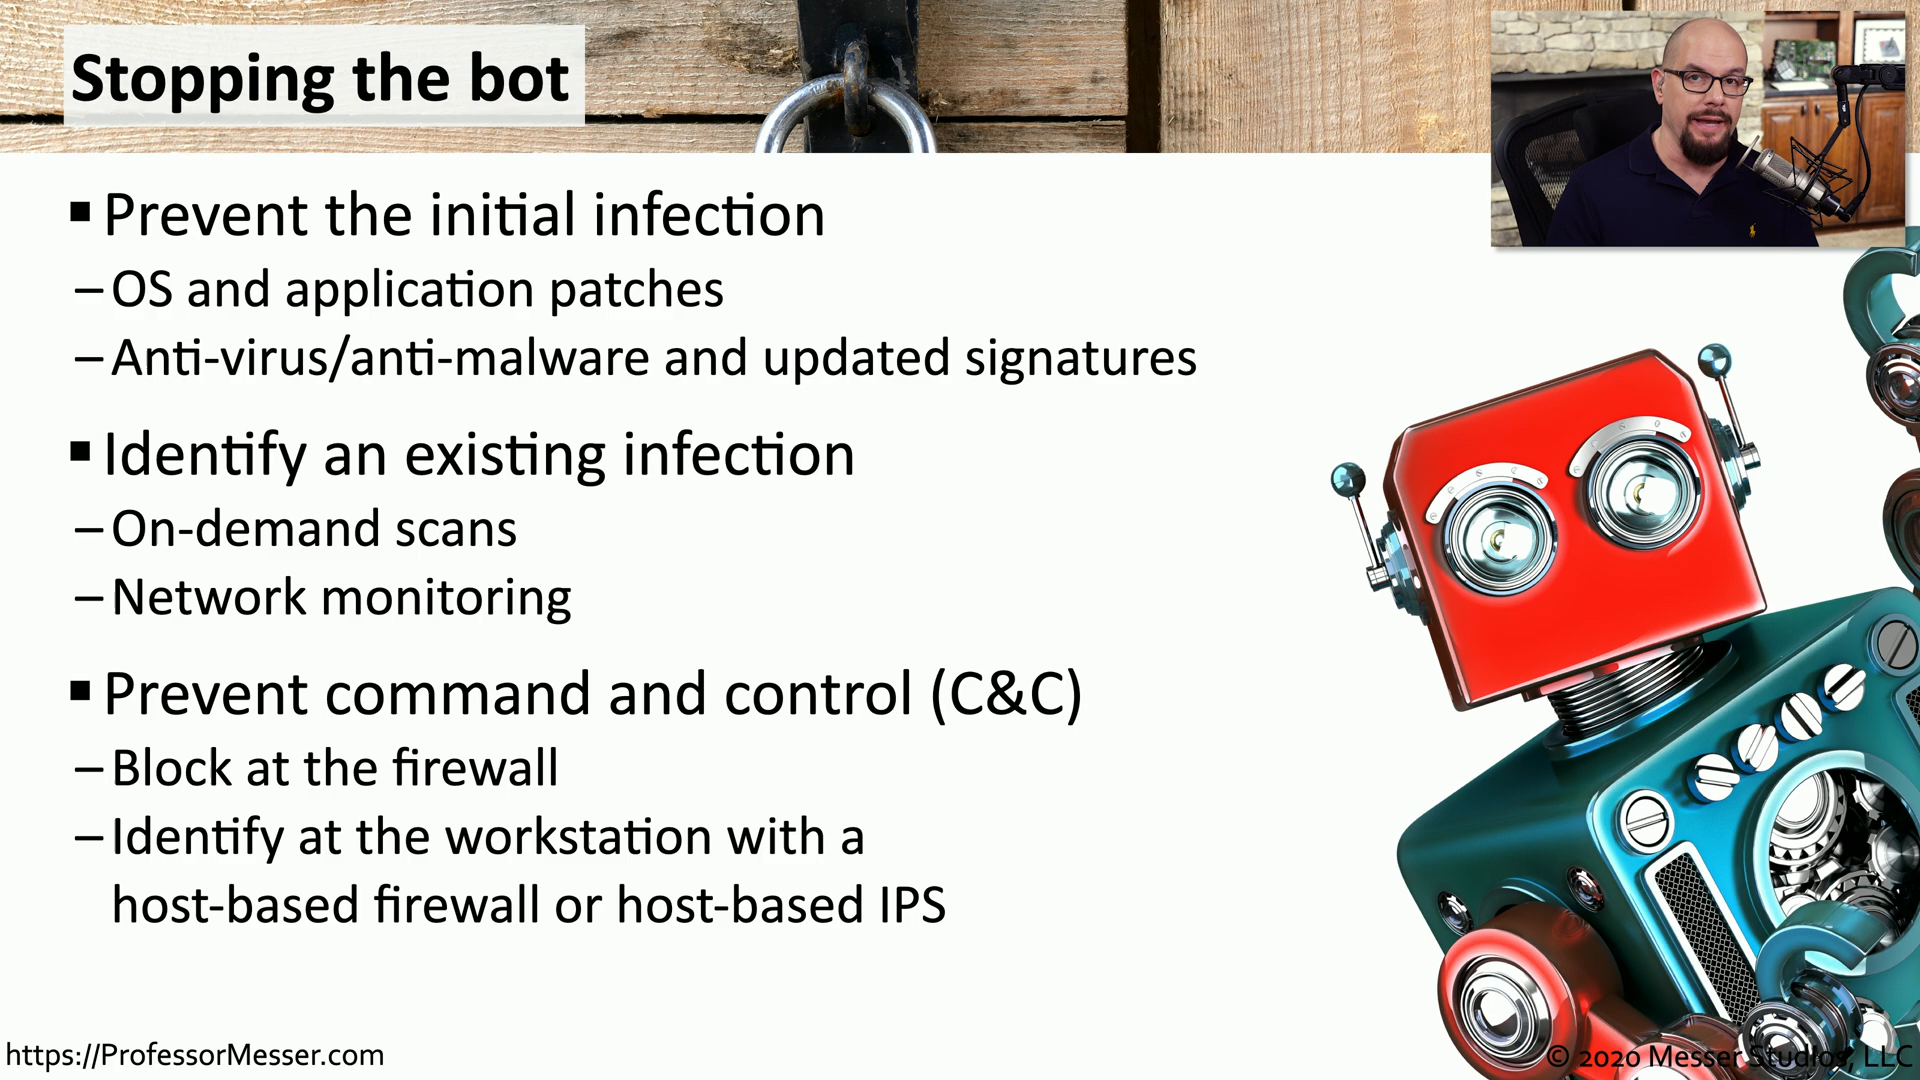 Stopping the bot
▪ Prevent the initial infection
– OS and application patches
– Anti-virus/anti-malware and updated signatures
▪ Identify an existing infection
– On-demand scans
– Network monitoring
▪ Prevent command and control (C&C)
– Block at the firewall
– Identify at the workstation with a
host-based firewall or host-based IPS
https://ProfessorMesser.com
© 2020 Messer Studios, LLC